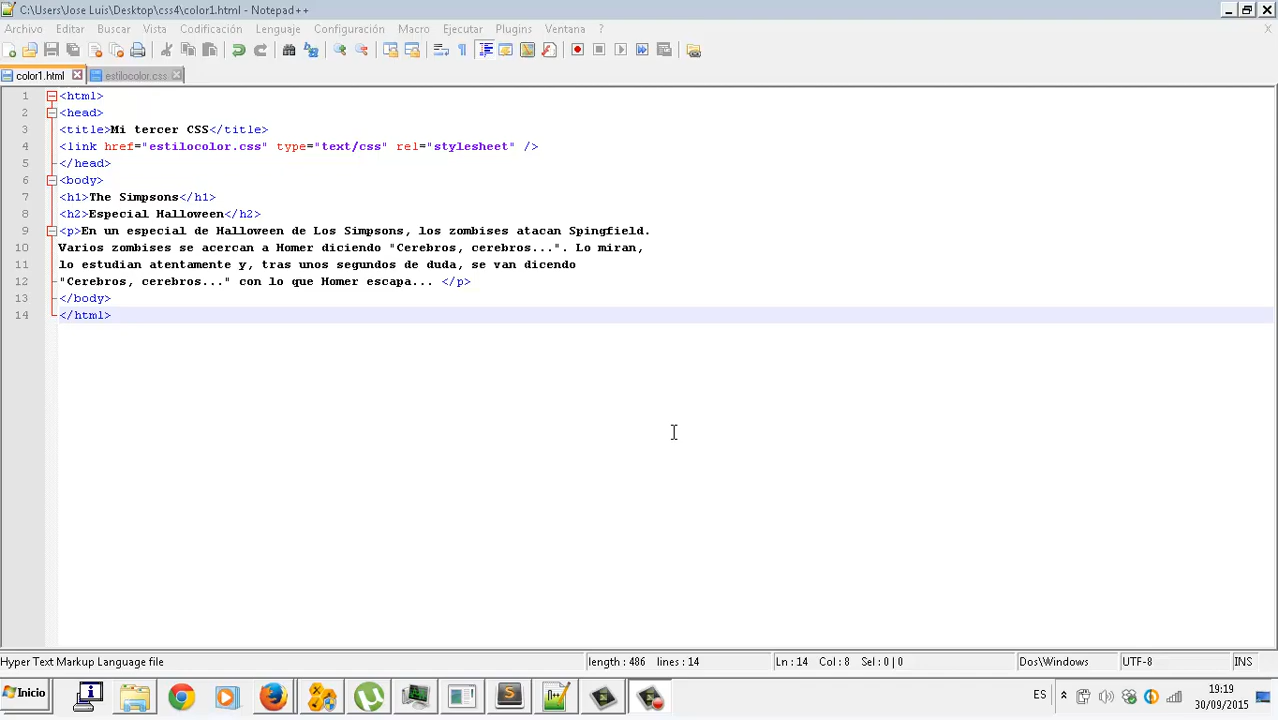 C:\Users\Jose Luis\Desktop\css4\color1.html - Notepad++
Archivo Editar Buscar Vista Codificación Lenguaje Configuración Macro Ejecutar Plugins Ventana ? X
color1.html estilocolor.css
1 <html>
2 <head>
3 <title>Mi tercer CSS</title>
4 <link href="estilocolor.css" type="text/css" rel="stylesheet" />
5 </head>
6 <body>
7 <h1>The Simpsons</h1>
8 <h2>Especial Halloween</h2>
9 <p>En un especial de Halloween de Los Simpsons, los zombises atacan Spingfield.
10 Varios zombises se acercan a Homer diciendo "Cerebros, cerebros...". Lo miran,
11 lo estudian atentamente y, tras unos segundos de duda, se van dicendo
12 "Cerebros, cerebros..." con lo que Homer escapa... </p>
13 </body>
14 </html>
Hyper Text Markup Language file length : 486 lines : 14 Ln : 14 Col : 8 Sel : 0 | 0 Dos\Windows UTF-8 INS
Inicio ES 19:19
30/09/2015